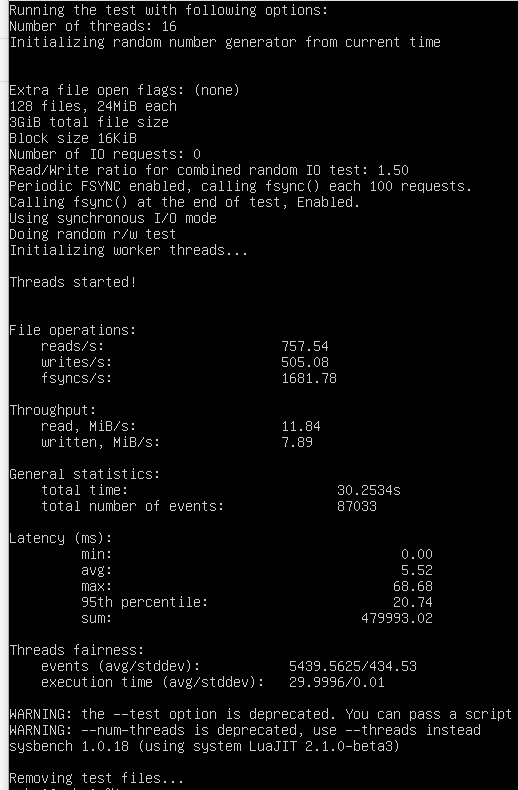 Running the test with following options:
Number of threads: 16
Initializing random number generator from current time
Extra file open flags: (none)
128 files, 24MiB each
3GiB total file size
Block size 16KiB
Number of IO requests: 0
Read/Write ratio for combined random IO test: 1.50
Periodic FSYNC enabled, calling fsync() each 100 requests.
Calling fsync() at the end of test, Enabled.
Using synchronous I/O mode
Doing random r/w test
Initializing worker threads...
Threads started!
File operations:
reads/s: 757.54
writes/s: 505.08
fsyncs/s: 1681.78
Throughput:
read, MiB/s: 11.84
written, MiB/s: 7.89
General statistics:
total time: 30.2534s
total number of events: 87033
Latency (ms):
min: 0.00
avg: 5.52
max: 68.68
95th percentile: 20.74
sum: 479993.02
Threads fairness:
events (avg/stddev): 5439.5625/434.53
execution time (avg/stddev): 29.9996/0.01
WARNING: the --test option is deprecated. You can pass a script
WARNING: --num-threads is deprecated, use --threads instead
sysbench 1.0.18 (using system LuaJIT 2.1.0-beta3)
Removing test files...